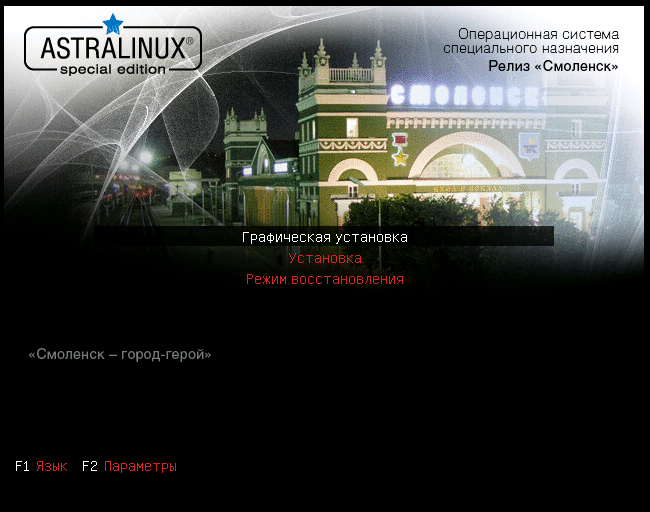 ASTRALINUX®
special edition
Операционная система
специального назначения
Релиз «Смоленск»
СМОЛЕНСК
Графическая установка
Установка
Режим восстановления
«Смоленск – город-герой»
F1 Язык F2 Параметры